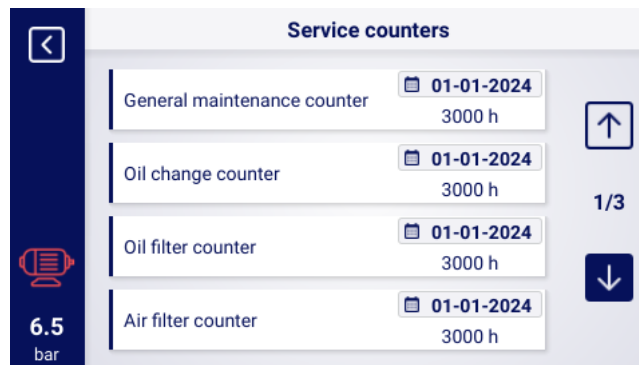 Service counters
General maintenance counter
01-01-2024
3000 h
Oil change counter
01-01-2024
3000 h
Oil filter counter
01-01-2024
3000 h
Air filter counter
01-01-2024
3000 h
1/3
6.5
bar